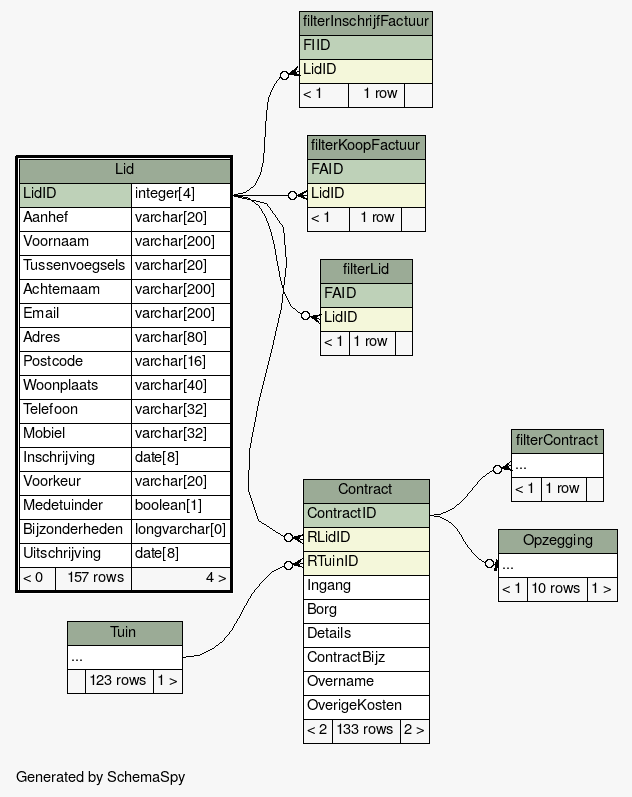 filterInschrijfFactuur
FIID
LidID
< 1 1 row
filterKoopFactuur
FAID
LidID
< 1 1 row
filterLid
FAID
LidID
< 1 1 row
Lid
LidID integer[4]
Aanhef varchar[20]
Voornaam varchar[200]
Tussenvoegsels varchar[20]
Achternaam varchar[200]
Email varchar[200]
Adres varchar[80]
Postcode varchar[16]
Woonplaats varchar[40]
Telefoon varchar[32]
Mobiel varchar[32]
Inschrijving date[8]
Voorkeur varchar[20]
Medetuinder boolean[1]
Bijzonderheden longvarchar[0]
Uitschrijving date[8]
< 0 157 rows 4 >
filterContract
...
< 1 1 row
Contract
ContractID
RLidID
RTuinID
Ingang
Borg
Details
ContractBijz
Overname
OverigeKosten
< 2 133 rows 2 >
Opzegging
...
< 1 10 rows 1 >
Tuin
...
123 rows 1 >
Generated by SchemaSpy